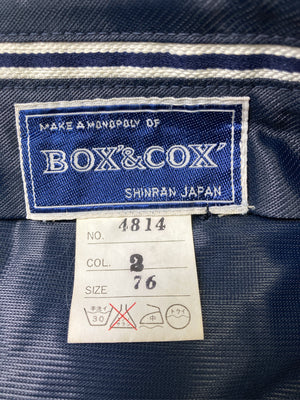 MAKE A MONOPOLY OF
BOX'&COX'
SHINRAN JAPAN
NO. 4814
COL. 2
SIZE 76
手洗イ
30
中
ドライ